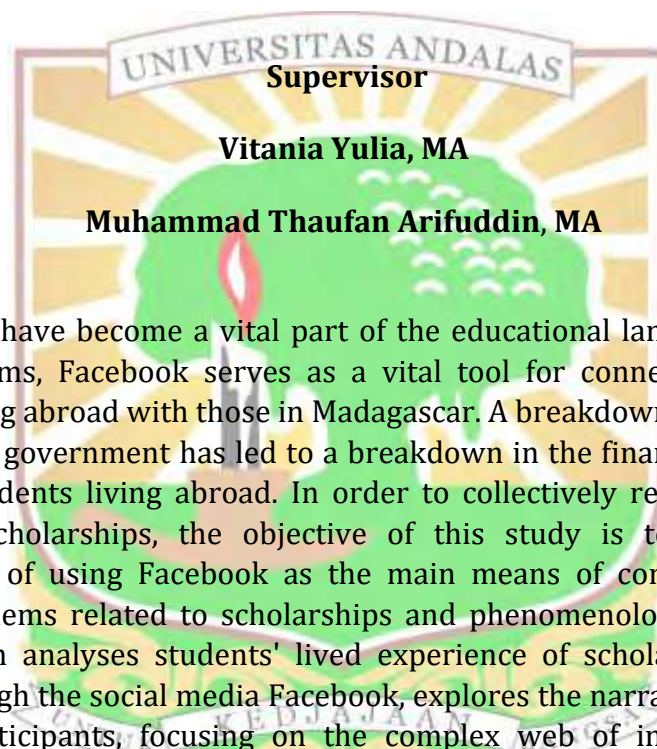 UNIVERSITAS ANDALAS
Supervisor
Vitania Yulia, MA
Muhammad Thaufan Arifuddin, MA
have become a vital part of the educational lan
ms, Facebook serves as a vital tool for conne
g abroad with those in Madagascar. A breakdown
government has led to a breakdown in the finan
dents living abroad. In order to collectively re
cholarships, the objective of this study is t
of using Facebook as the main means of con
ems related to scholarships and phenomenolo
n analyses students' lived experience of schola
gh the social media Facebook, explores the narra
ticipants, focusing on the complex web of in
KEDJAJAAN